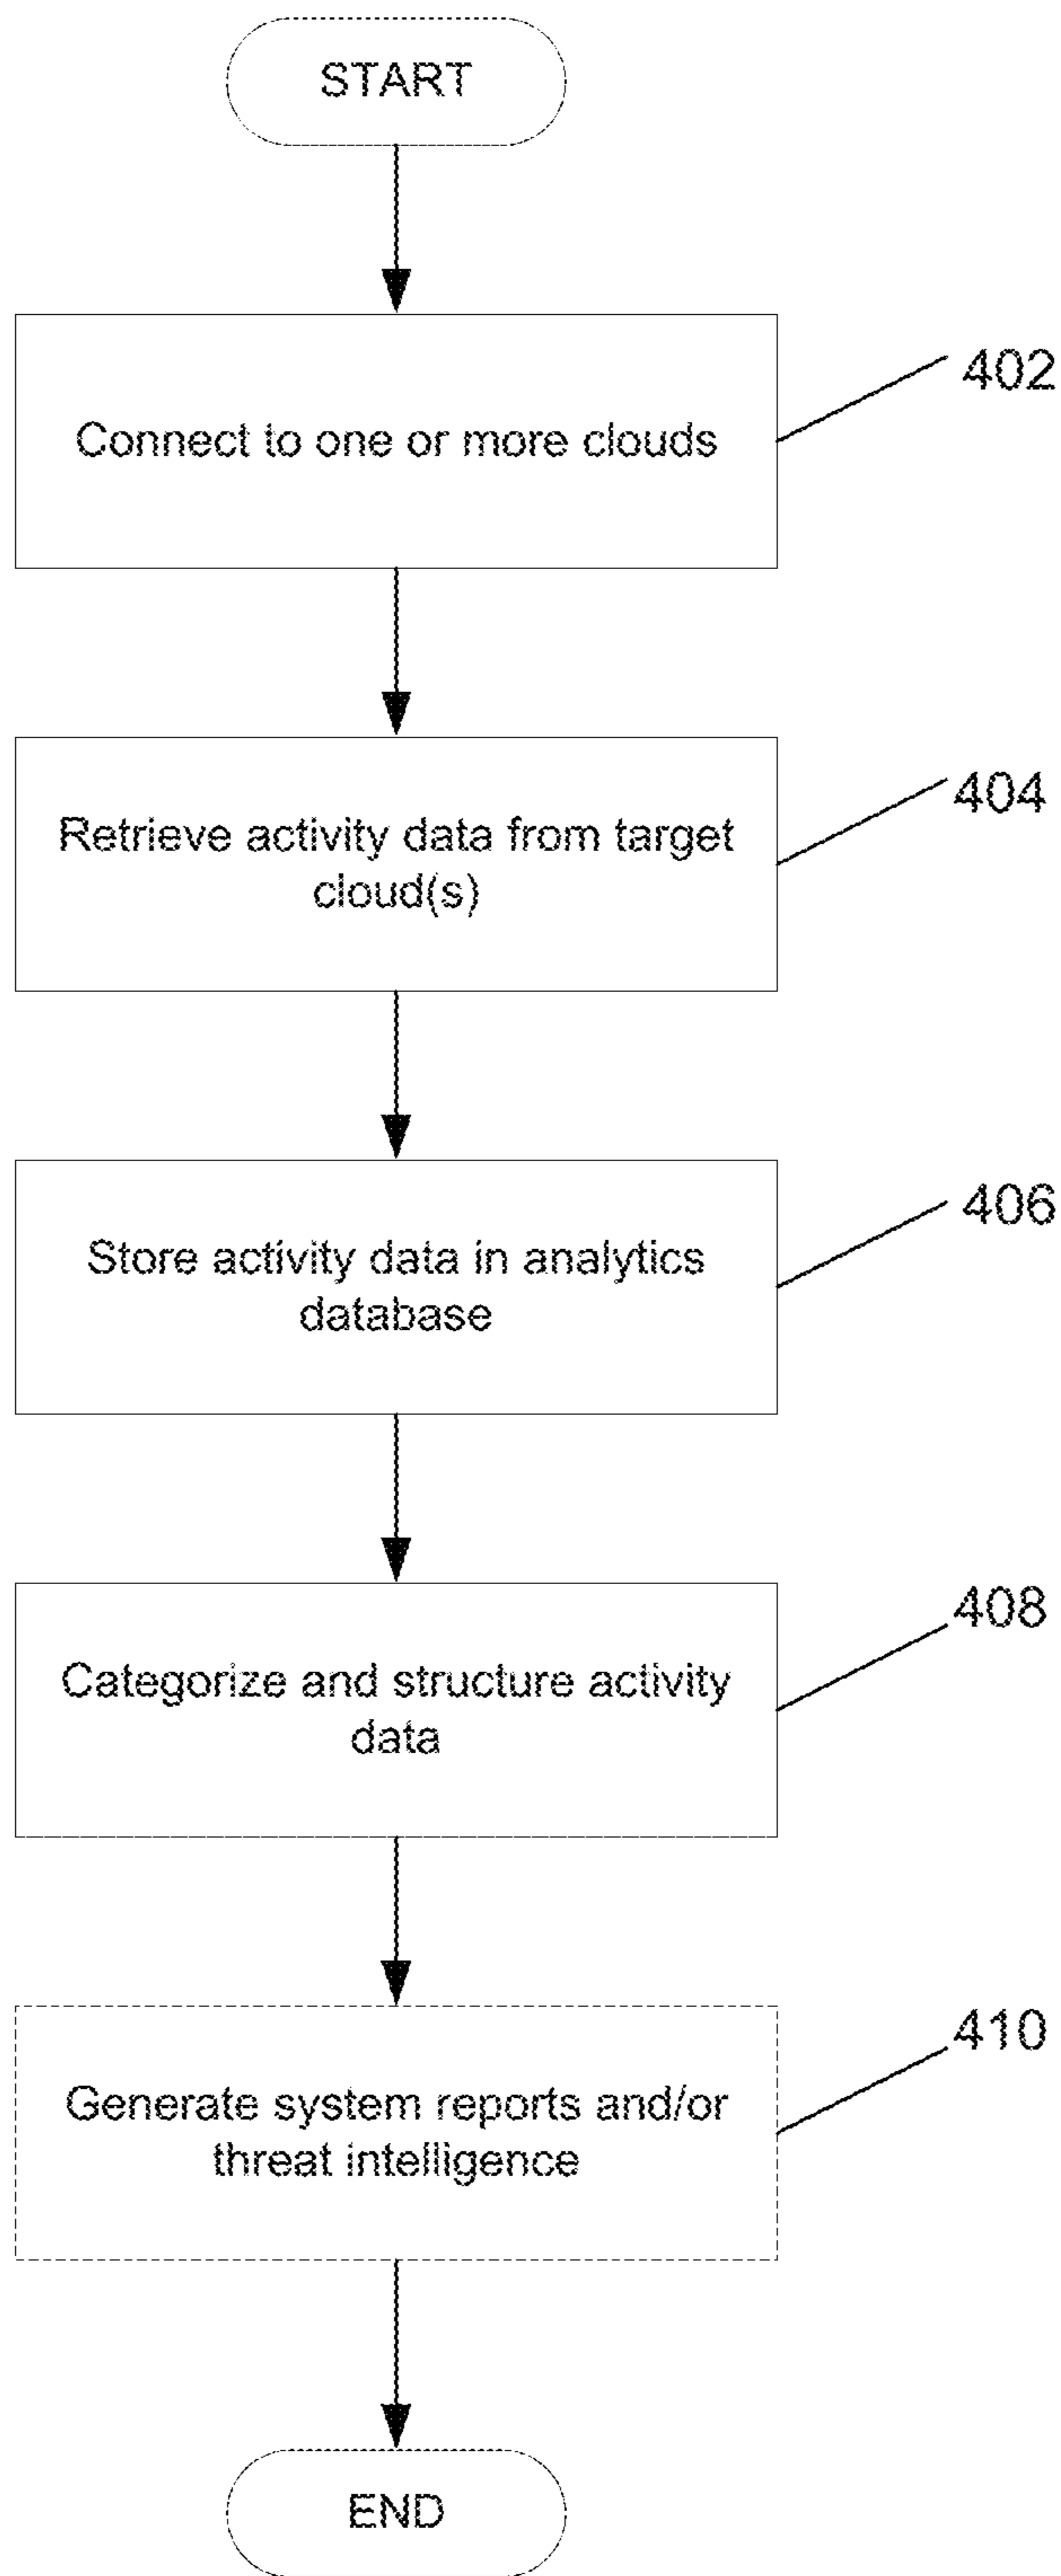 START
Connect to one or more clouds
402
Retrieve activity data from target
cloud(s)
404
Store activity data in analytics
database
406
Categorize and structure activity
data
408
Generate system reports and/or
threat intelligence
410
END